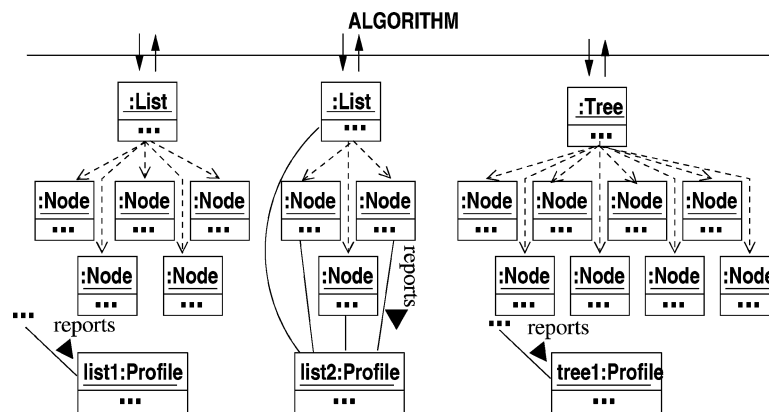 ALGORITHM
:List :List :Tree
... ... ...
:Node :Node :Node :Node :Node :Node :Node :Node :Node
... ... ... ... ... ... ... ... ...
:Node :Node :Node :Node :Node :Node :Node
... ... ... ... ... ... ...
reports
... reports ... reports
list1:Profile list2:Profile tree1:Profile
... ... ...